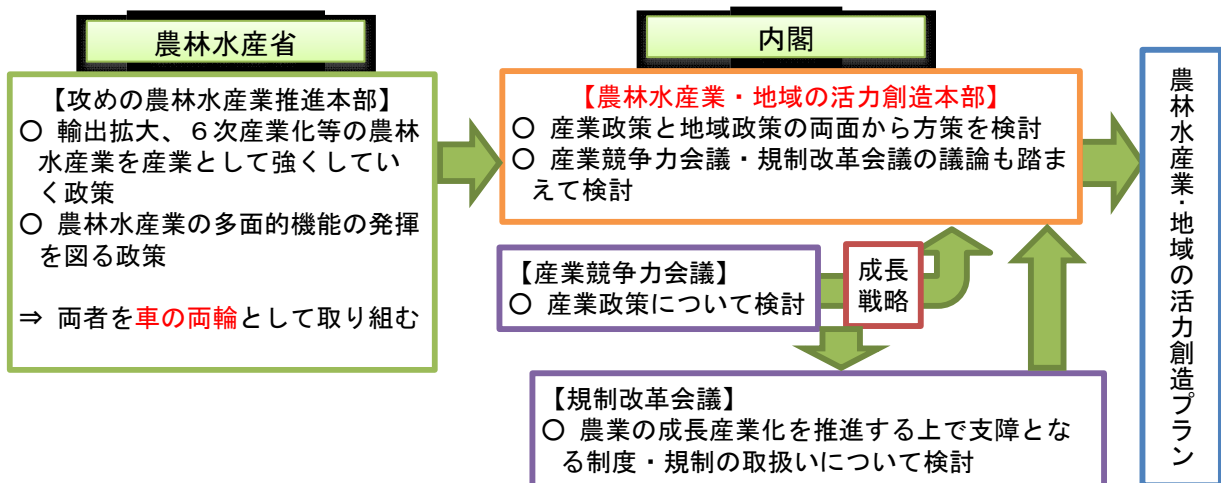 農林水産省
【攻めの農林水産業推進本部】
○ 輸出拡大、６次産業化等の農林
水産業を産業として強くしてい
く政策
○ 農林水産業の多面的機能の発揮
を図る政策
⇒ 両者を車の両輪として取り組む
内閣
【農林水産業・地域の活力創造本部】
○ 産業政策と地域政策の両面から方策を検討
○ 産業競争力会議・規制改革会議の議論も踏ま
えて検討
【産業競争力会議】
○ 産業政策について検討
成長
戦略
【規制改革会議】
○ 農業の成長産業化を推進する上で支障とな
る制度・規制の取扱いについて検討
農林水産業・地域の活力創造プラン